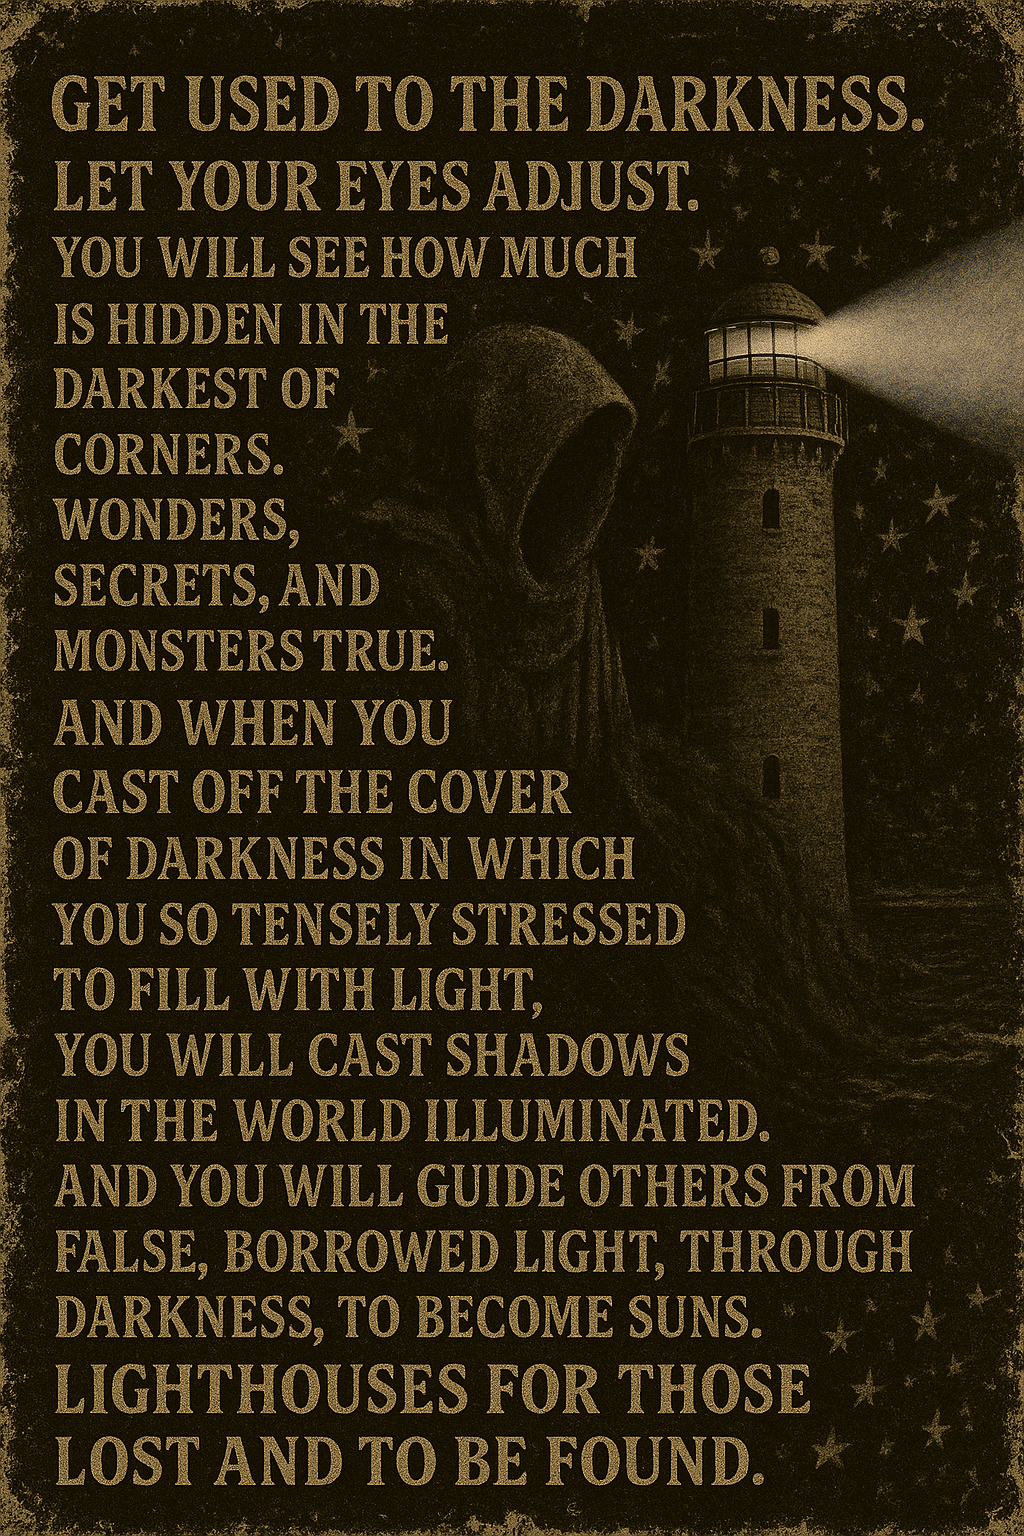 GET USED TO THE DARKNESS.
LET YOUR EYES ADJUST.
YOU WILL SEE HOW MUCH
IS HIDDEN IN THE
DARKEST OF
CORNERS.
WONDERS,
SECRETS, AND
MONSTERS TRUE.
AND WHEN YOU
CAST OFF THE COVER
OF DARKNESS IN WHICH
YOU SO TENSELY STRESSED
TO FILL WITH LIGHT,
YOU WILL CAST SHADOWS
IN THE WORLD ILLUMINATED.
AND YOU WILL GUIDE OTHERS FROM
FALSE, BORROWED LIGHT, THROUGH
DARKNESS, TO BECOME SUNS.
LIGHTHOUSES FOR THOSE
LOST AND TO BE FOUND.